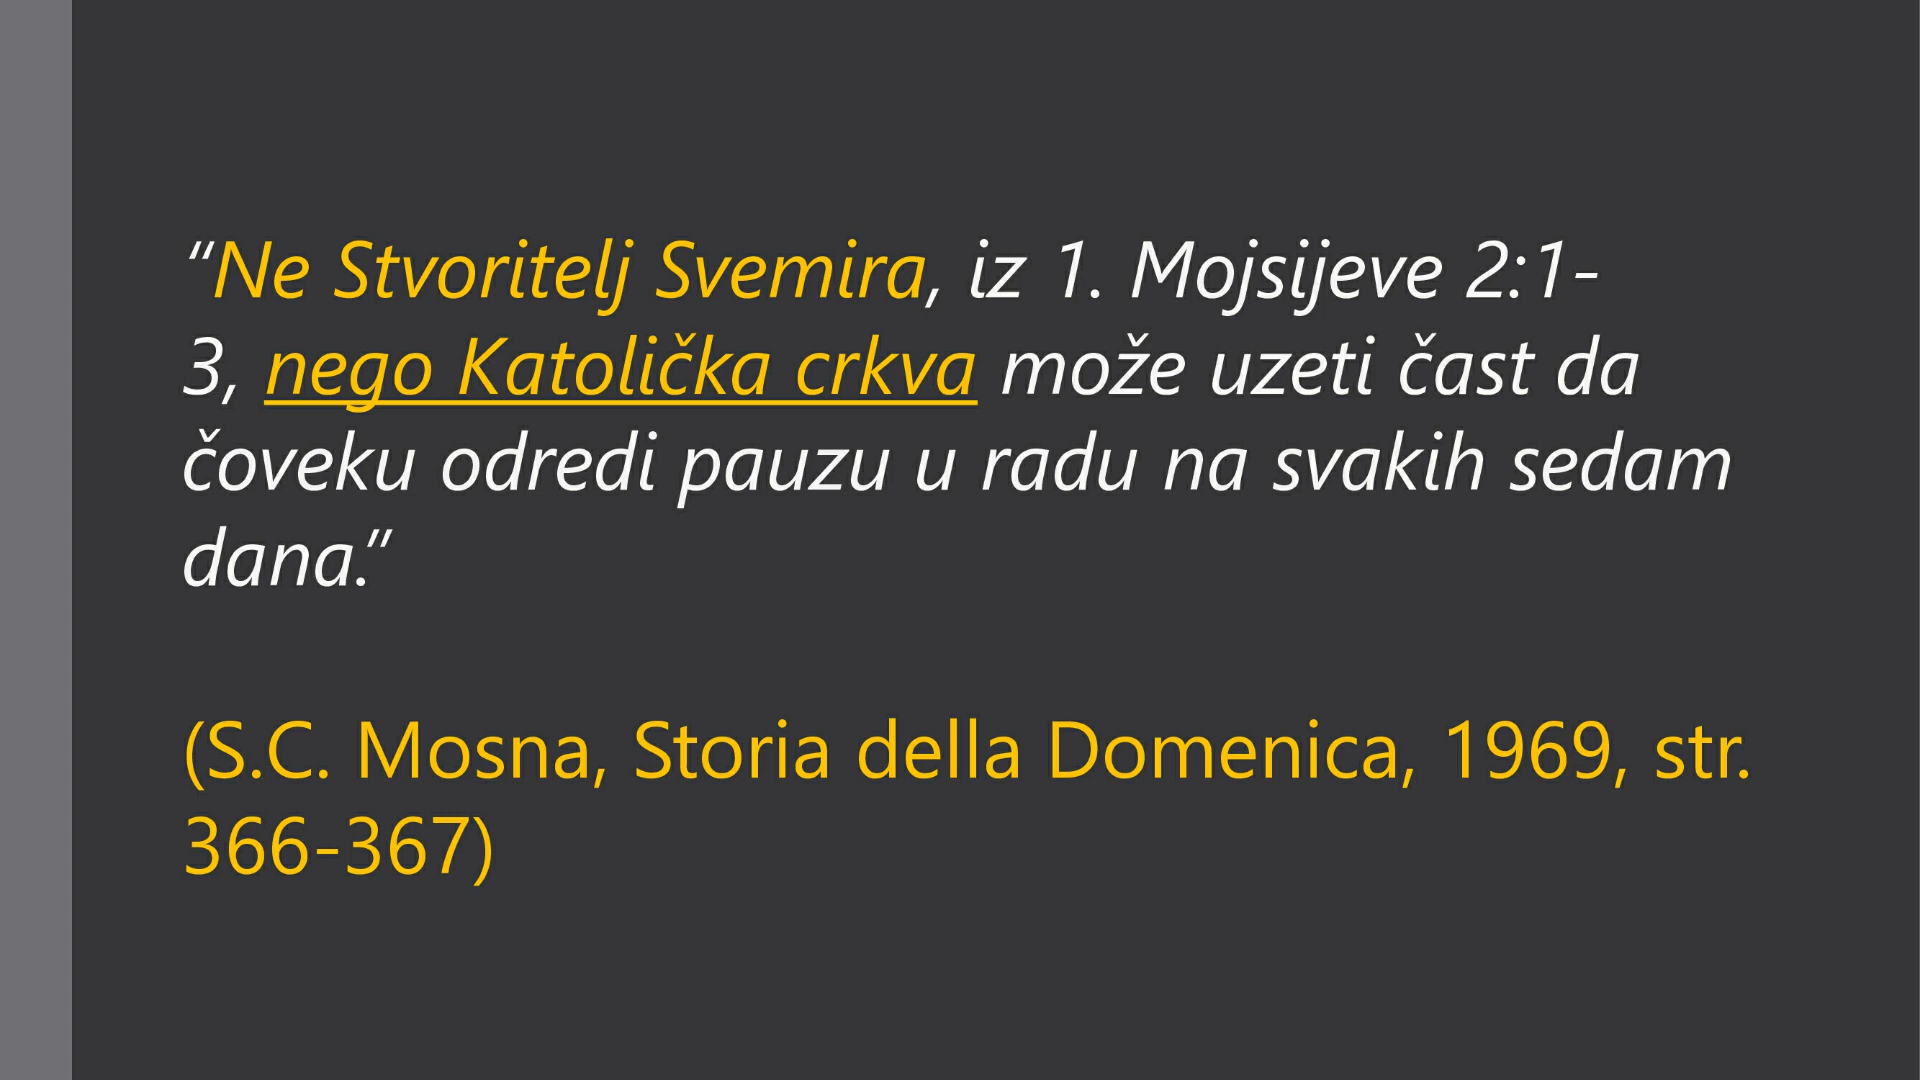 “Ne Stvoritelj Svemira, iz 1. Mojsijeve 2:1-
3, nego Katolička crkva može uzeti čast da
čoveku odredi pauzu u radu na svakih sedam
dana.”
(S.C. Mosna, Storia della Domenica, 1969, str.
366-367)